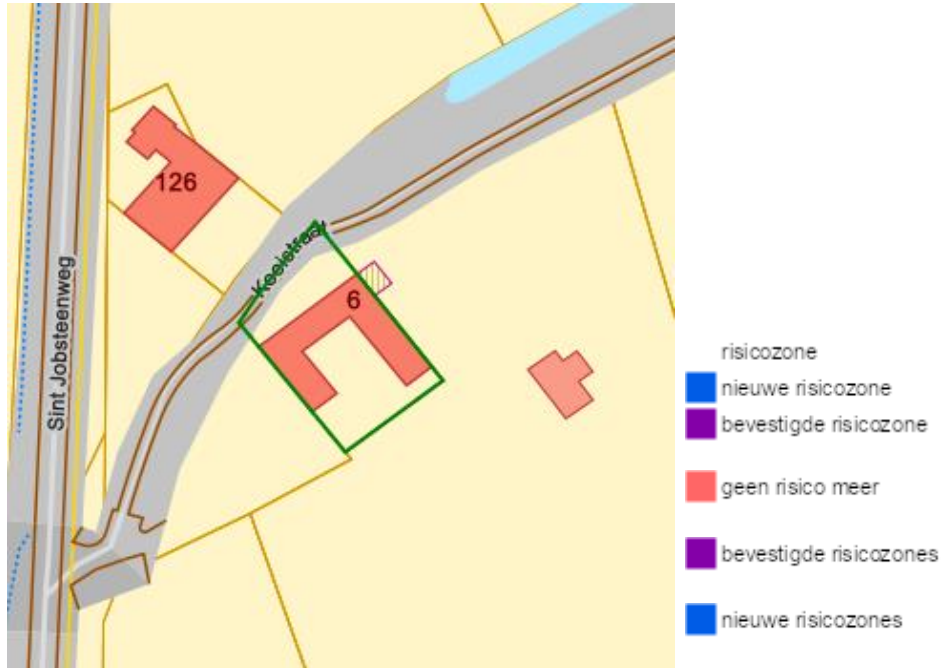 126
Kooistraat
6
Sint Jobsteenweg
risicozone
nieuwe risicozone
bevestigde risicozone
geen risico meer
bevestigde risicozones
nieuwe risicozones